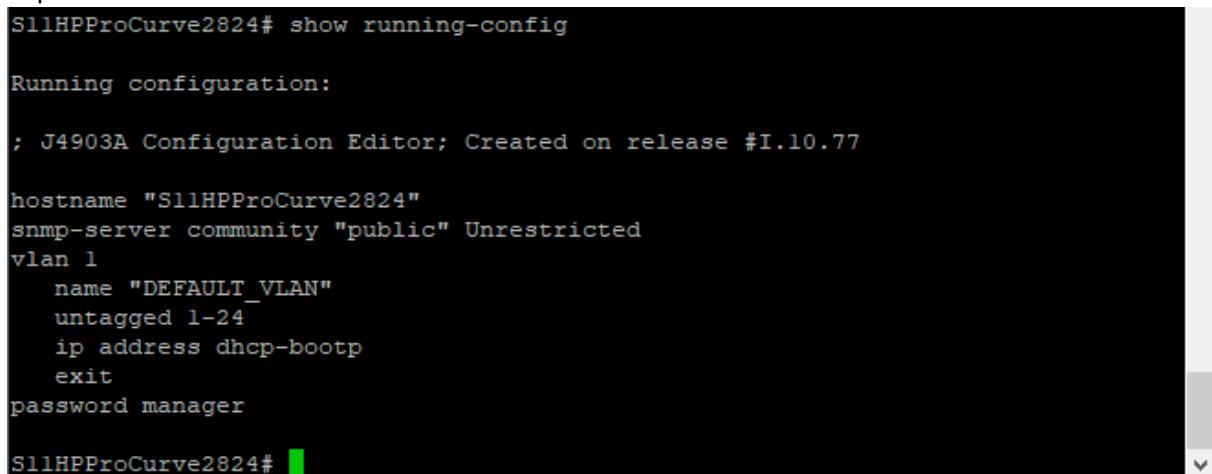 S11HPProCurve2824# show running-config
Running configuration:
; J4903A Configuration Editor; Created on release #I.10.77
hostname "S11HPProCurve2824"
snmp-server community "public" Unrestricted
vlan 1
   name "DEFAULT_VLAN"
   untagged 1-24
   ip address dhcp-bootp
   exit
password manager
S11HPProCurve2824#